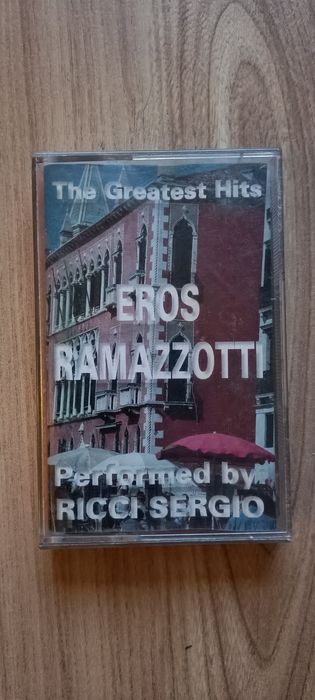 The Greatest Hits
EROS
RAMAZZOTTI
Performed by
RICCI SERGIO